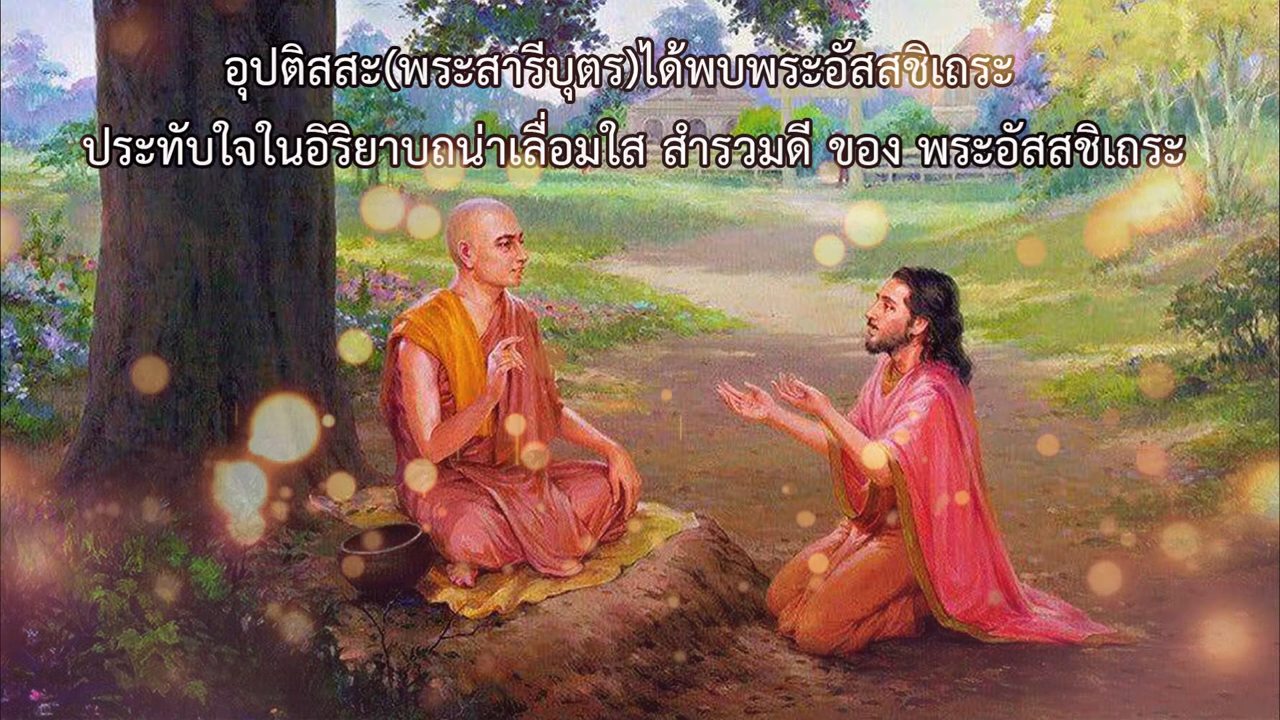 อุปติสสะ(พระสารีบุตร)ได้พบพระอัสสชิเถระ
ประทับใจในอิริยาบถน่าเลื่อมใส สำรวมดี ของ พระอัสสชิเถระ